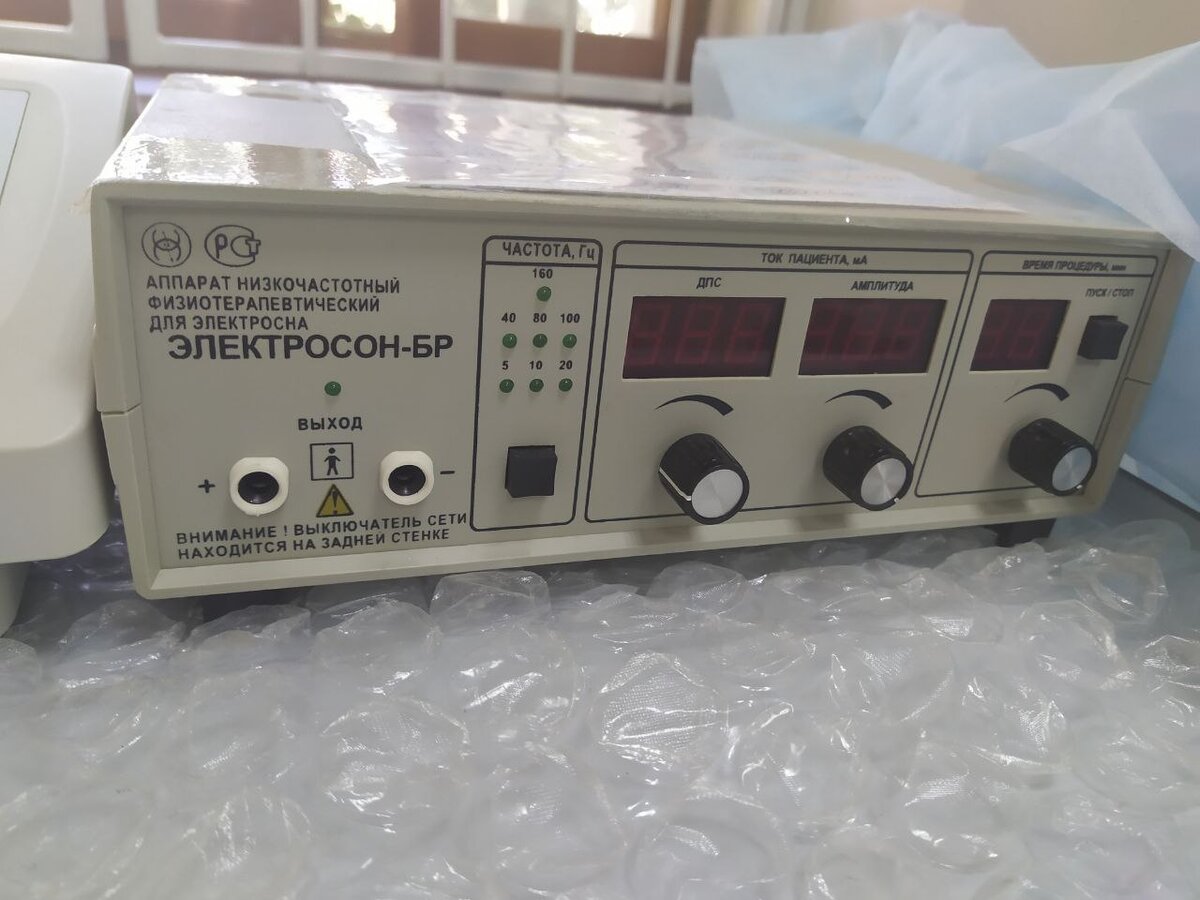 РСТ
АППАРАТ НИЗКОЧАСТОТНЫЙ
ФИЗИОТЕРАПЕВТИЧЕСКИЙ
ДЛЯ ЭЛЕКТРОСНА
ЭЛЕКТРОСОН-БР
ВЫХОД
+ −
ВНИМАНИЕ ! ВЫКЛЮЧАТЕЛЬ СЕТИ
НАХОДИТСЯ НА ЗАДНЕЙ СТЕНКЕ
ЧАСТОТА, Гц
160
40 80 100
5 10 20
ТОК ПАЦИЕНТА, мА
ДПС АМПЛИТУДА
ВРЕМЯ ПРОЦЕДУРЫ, мин
ПУСК / СТОП